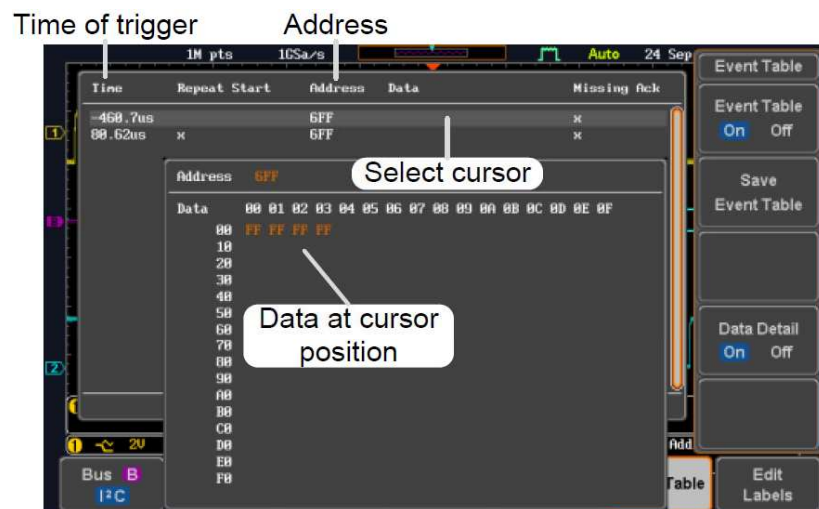 Time of trigger Address
1M pts 1GSa/s Auto 24 Sep
Time Repeat Start Address Data Missing Ack
-460.7us 6FF x
80.62us x 6FF x
Select cursor
Address 6FF
Data 00 01 02 03 04 05 06 07 08 09 0A 0B 0C 0D 0E 0F
00 FF FF FF FF
10
20
30
40
50
60
70
80
90
A0
B0
C0
D0
E0
F0
Data at cursor
position
Event Table
Event Table
On Off
Save
Event Table
Data Detail
On Off
1
B
2
1
1 2V
Add
Bus B
I²C
Table
Edit
Labels